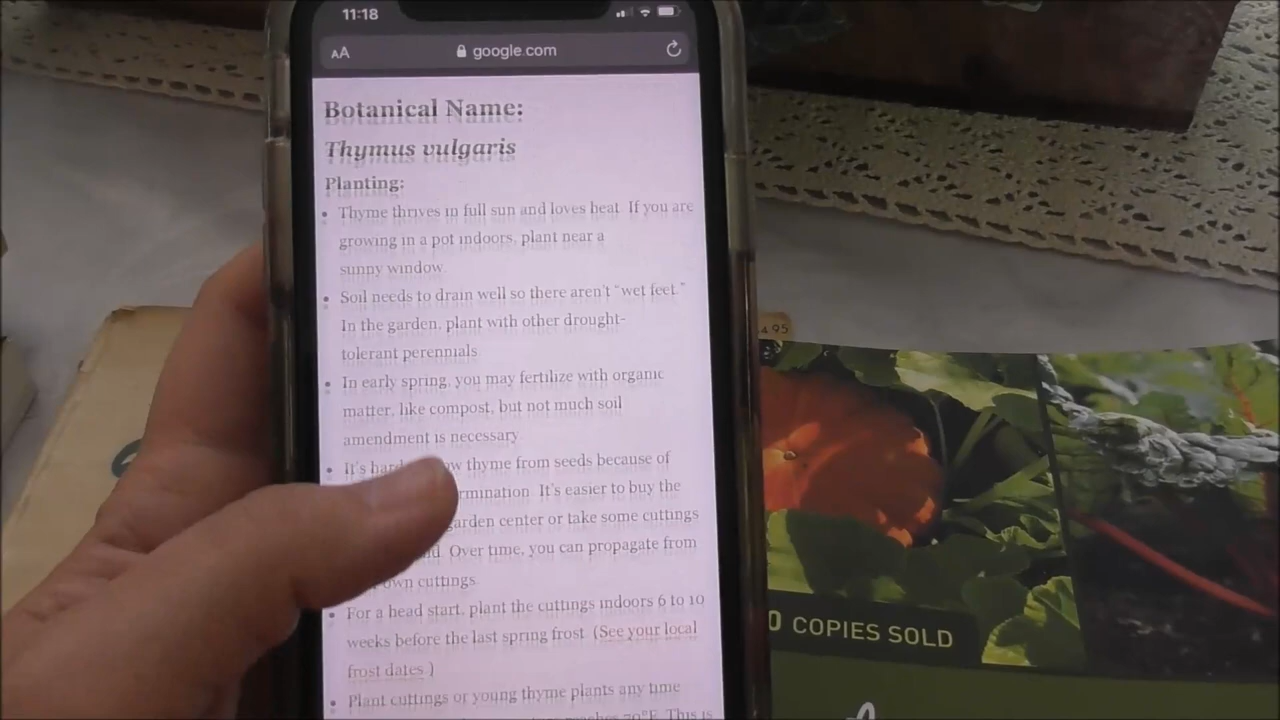 11:18
AA google.com
Botanical Name:
Thymus vulgaris
Planting:
• Thyme thrives in full sun and loves heat. If you are
growing in a pot indoors, plant near a
sunny window.
• Soil needs to drain well so there aren't "wet feet."
In the garden, plant with other drought-
tolerant perennials.
• In early spring, you may fertilize with organic
matter, like compost, but not much soil
amendment is necessary.
• It's hard thyme from seeds because of
It's easier to buy the
garden center or take some cuttings
Over time, you can propagate from
own cuttings.
• For a head start, plant the cuttings indoors 6 to 10
weeks before the last spring frost. (See your local
frost dates.)
• Plant cuttings or young thyme plants any time
reaches 70°F. This is
95
COPIES SOLD